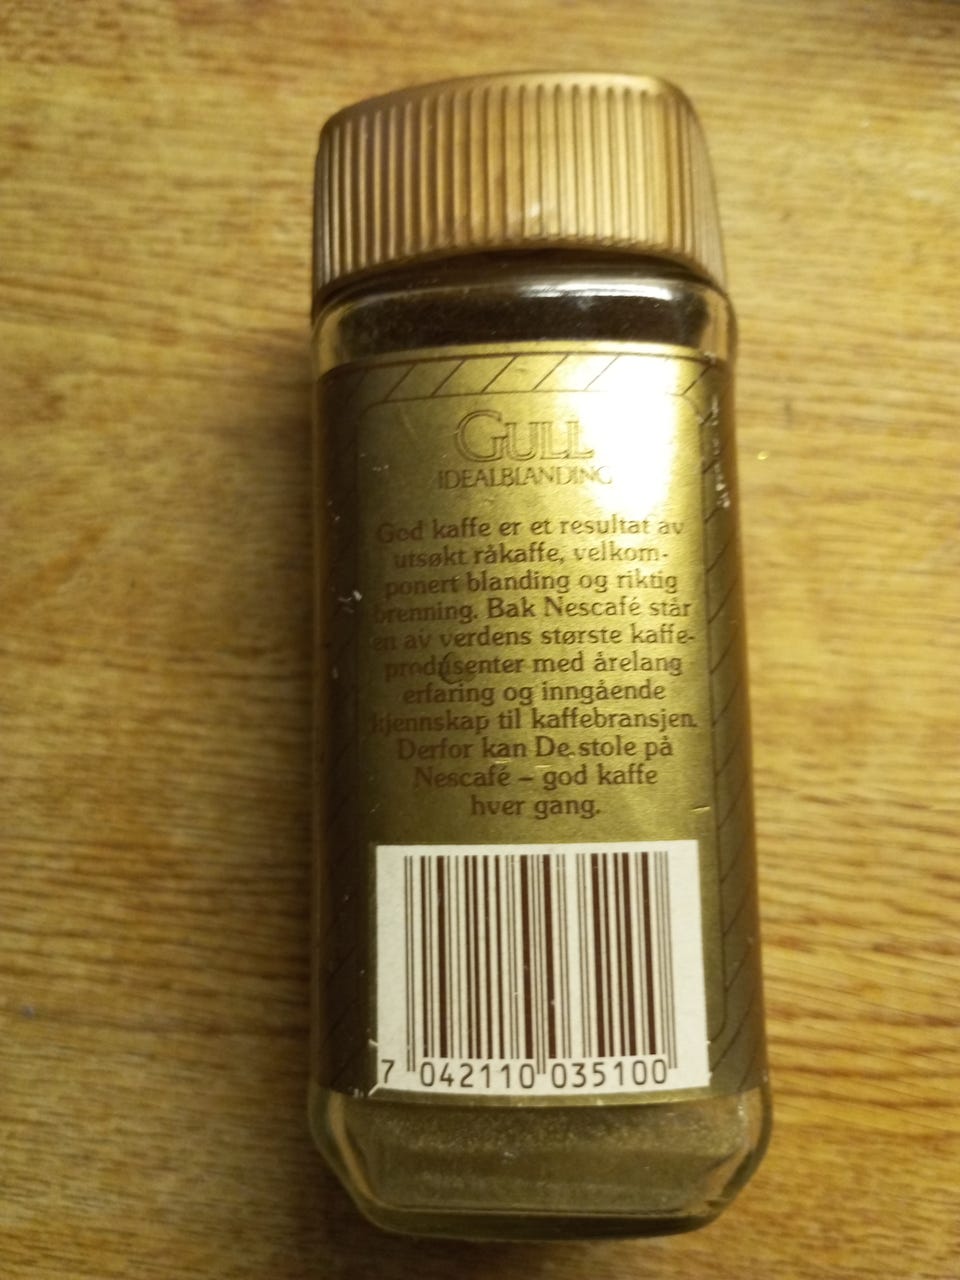 GULL
IDEALBLANDING
God kaffe er et resultat av
utsøkt råkaffe, velkom-
ponert blanding og riktig
brenning. Bak Nescafé står
en av verdens største kaffe-
produsenter med årelang
erfaring og inngående
kjennskap til kaffebransjen.
Derfor kan De stole på
Nescafé – god kaffe
hver gang.
7 042110 035100